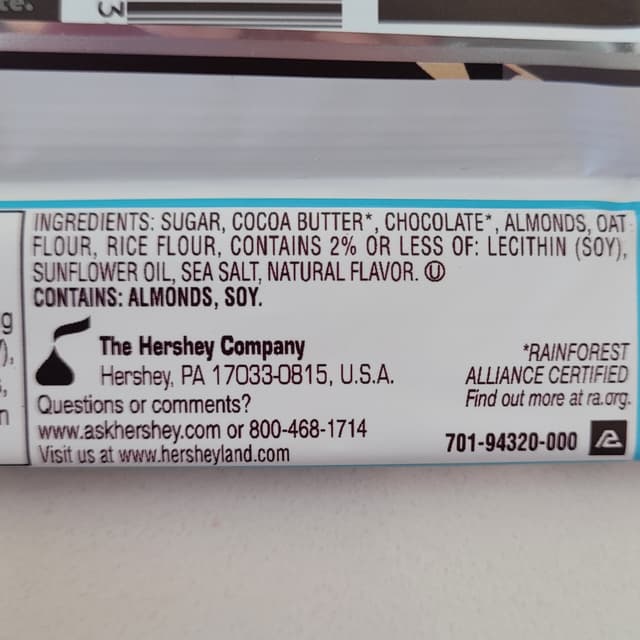 3
INGREDIENTS: SUGAR, COCOA BUTTER*, CHOCOLATE*, ALMONDS, OAT
FLOUR, RICE FLOUR, CONTAINS 2% OR LESS OF: LECITHIN (SOY),
SUNFLOWER OIL, SEA SALT, NATURAL FLAVOR. Ⓤ
CONTAINS: ALMONDS, SOY.
The Hershey Company
Hershey, PA 17033-0815, U.S.A.
Questions or comments?
www.askhershey.com or 800-468-1714
Visit us at www.hersheyland.com
*RAINFOREST
ALLIANCE CERTIFIED
Find out more at ra.org.
701-94320-000